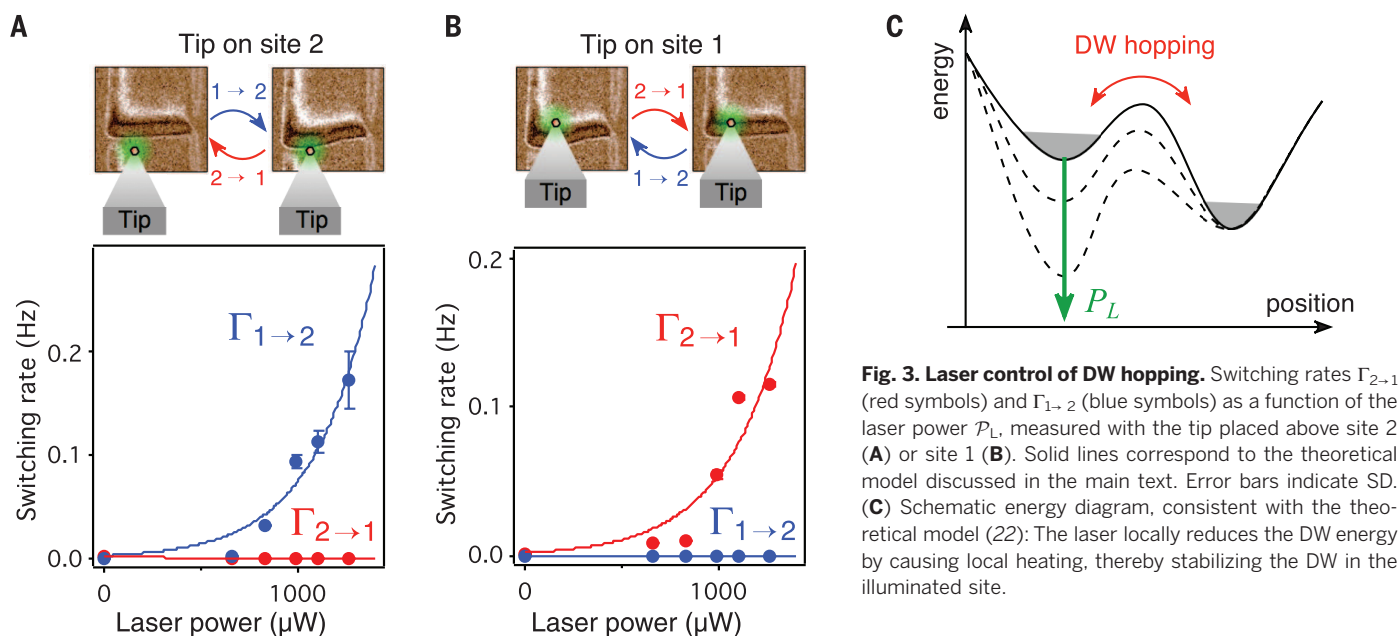 A
Tip on site 2
1 → 2
2 → 1
Tip
Tip
Switching rate (Hz)
0.2
0.1
0.0
Γ1→2
Γ2→1
0
1000
Laser power (µW)
B
Tip on site 1
2 → 1
1 → 2
Tip
Tip
Switching rate (Hz)
0.2
0.1
0.0
Γ2→1
Γ1→2
0
1000
Laser power (µW)
C
energy
DW hopping
PL
position
Fig. 3. Laser control of DW hopping. Switching rates Γ2→1
(red symbols) and Γ1→2 (blue symbols) as a function of the
laser power PL, measured with the tip placed above site 2
(A) or site 1 (B). Solid lines correspond to the theoretical
model discussed in the main text. Error bars indicate SD.
(C) Schematic energy diagram, consistent with the theo-
retical model (22): The laser locally reduces the DW energy
by causing local heating, thereby stabilizing the DW in the
illuminated site.